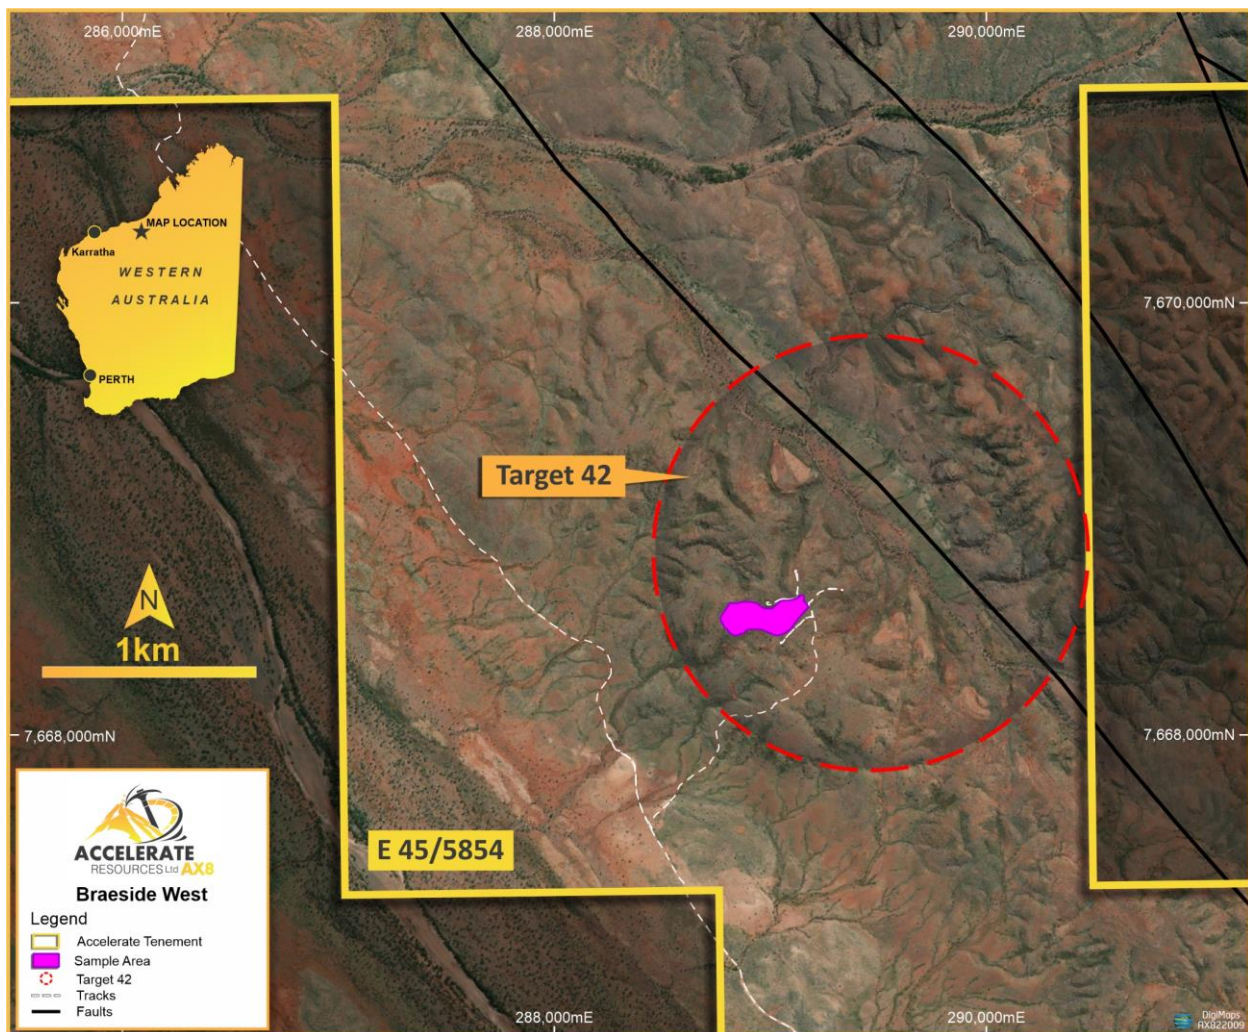 286,000mE
288,000mE
290,000mE
MAP LOCATION
Karratha
WESTERN
AUSTRALIA
PERTH
7,670,000mN
Target 42
N
1km
7,668,000mN
7,668,000mN
E 45/5854
ACCELERATE
RESOURCES Ltd AX8
Braeside West
Legend
Accelerate Tenement
Sample Area
Target 42
Tracks
Faults
288,000mE
290,000mE
DigiMaps